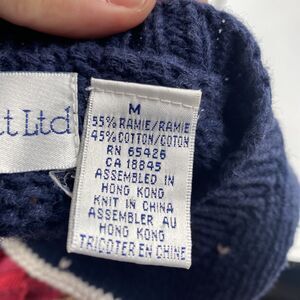 t Ltd
M
55% RAMIE/RAMIE
45% COTTON/COTON
RN 65426
CA 18845
ASSEMBLED IN
HONG KONG
KNIT IN CHINA
ASSEMBLER AU
HONG KONG
TRICOTER EN CHINE